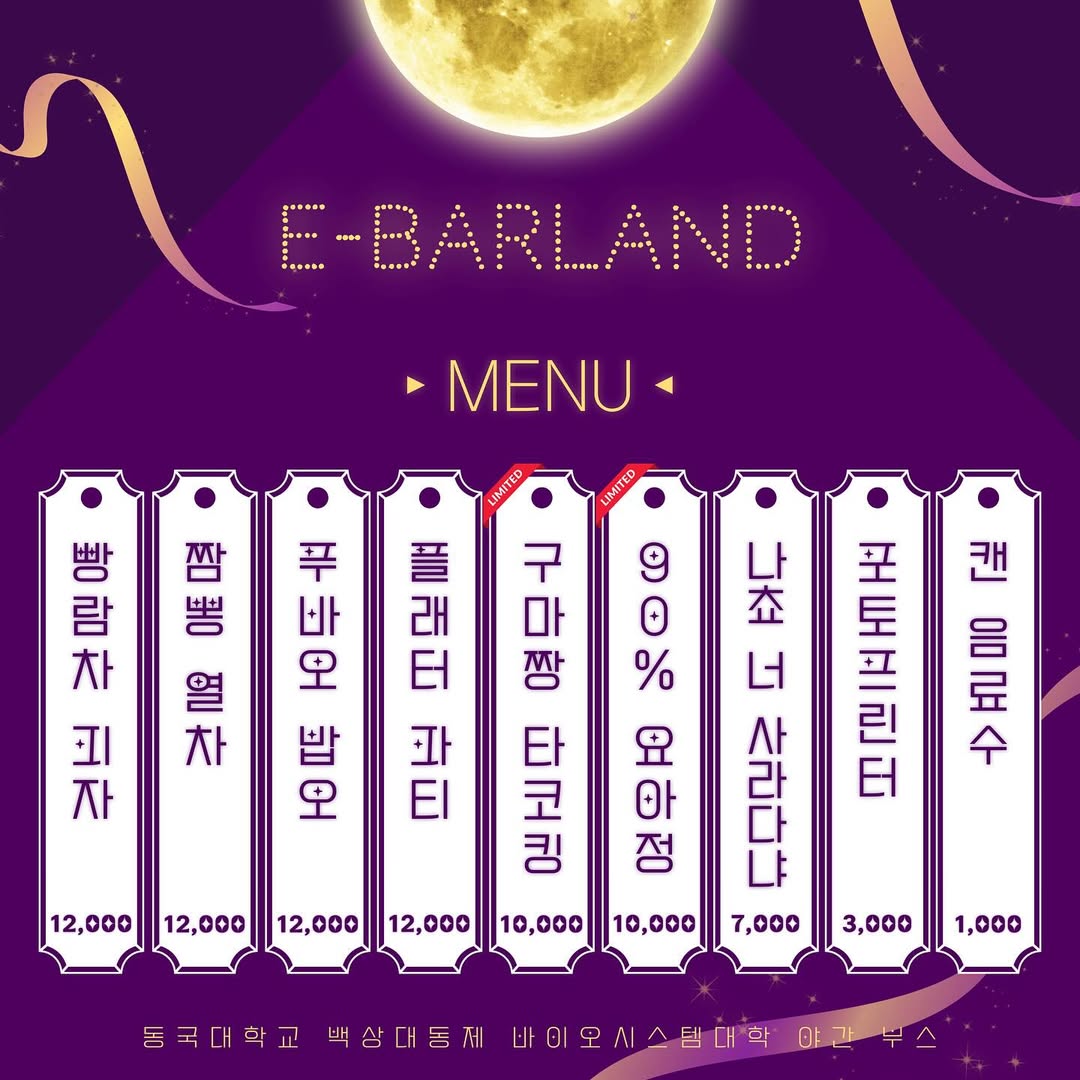 E-BARLAND
MENU
빵람차 피자
12,000
짬뽕 열차
12,000
푸바오 밥오
12,000
플래터 파티
12,000
LIMITED
구마짱 타코킹
10,000
LIMITED
90% 요아정
10,000
나쵸 너 사라다냐
7,000
포토프린터
3,000
캔 음료수
1,000
동국대학교 백상대동제 바이오시스템대학 야간 부스